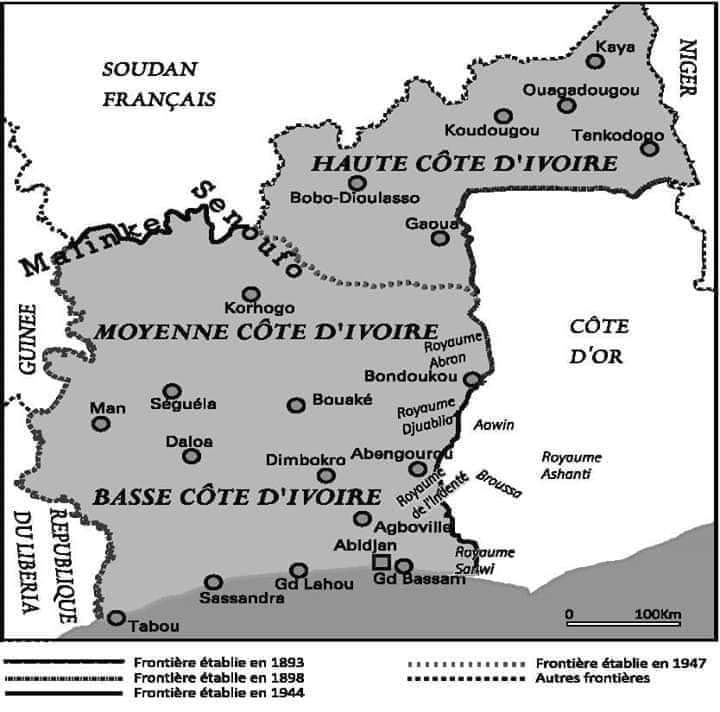 SOUDAN
FRANÇAIS
NIGER
Kaya
Ouagadougou
Koudougou
Tenkodogo
HAUTE CÔTE D'IVOIRE
Bobo-Dioulasso
Gaoua
Malinke
Senoufo
Korhogo
GUINEE
MOYENNE CÔTE D'IVOIRE
CÔTE
D'OR
Royaume
Abron
Bondoukou
Man
Séguéla
Bouaké
Royaume
Djuablin
Aowin
Daloa
Dimbokro
Abengourou
Royaume
Ashanti
BASSE CÔTE D'IVOIRE
Royaume
de l'Indenté
Broussa
REPUBLIQUE
DU LIBERIA
Agboville
Abidjan
Royaume
Sanwi
Gd Lahou
Gd Bassam
Sassandra
Tabou
0 100Km
Frontière établie en 1893
Frontière établie en 1898
Frontière établie en 1944
Frontière établie en 1947
Autres frontières